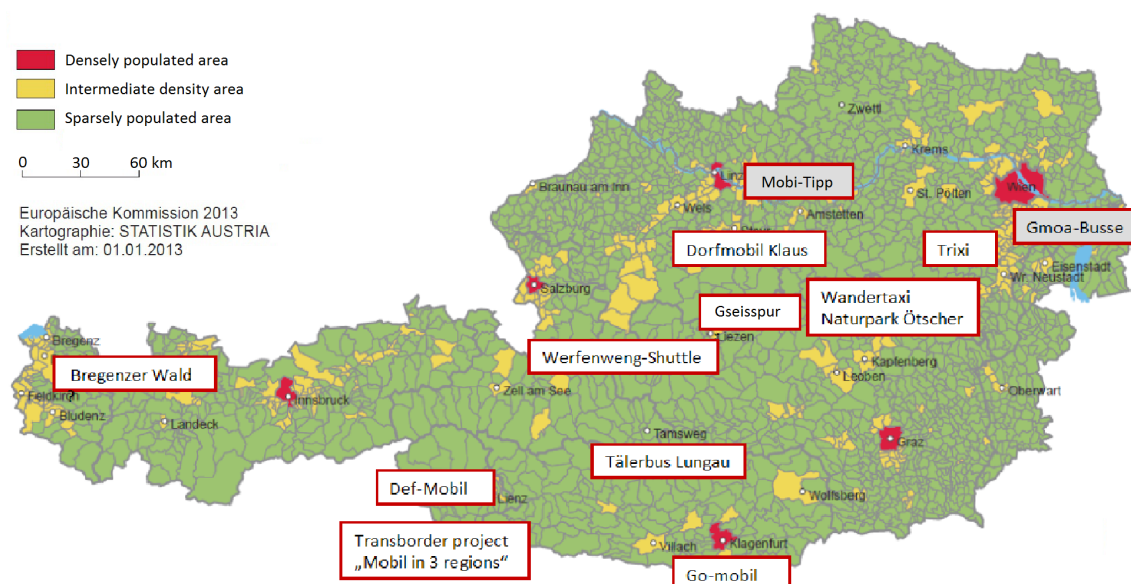 Densely populated area
Intermediate density area
Sparsely populated area
0 30 60 km
Europäische Kommission 2013
Kartographie: STATISTIK AUSTRIA
Erstellt am: 01.01.2013
Zwettl
Krems
Linz
Mobi-Tipp
Wien
Braunau am Inn
Wels
Amstetten
St. Pölten
Gmoa-Busse
Steyr
Dorfmobil Klaus
Trixi
Eisenstadt
Wr. Neustadt
Salzburg
Gseisspur
Wandertaxi
Naturpark Ötscher
Liezen
Bregenz
Werfenweng-Shuttle
Kapfenberg
Bregenzer Wald
Leoben
Zell am See
Oberwart
Feldkirch
Innsbruck
Bludenz
Landeck
Tamsweg
Graz
Tälerbus Lungau
Def-Mobil
Lienz
Wolfsberg
Transborder project
„Mobil in 3 regions“
Villach
Klagenfurt
Go-mobil